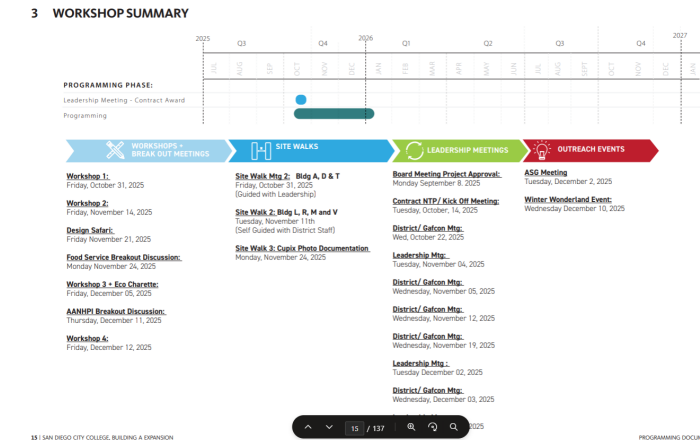 3 WORKSHOP SUMMARY
2025 2026 2027
Q3 Q4 Q1 Q2 Q3 Q4
JUL AUG SEP OCT NOV DEC JAN FEB MAR APR MAY JUN JUL AUG SEPT OCT NOV DEC JAN
PROGRAMMING PHASE:
Leadership Meeting - Contract Award
Programming
WORKSHOPS +
BREAK OUT MEETINGS
Workshop 1:
Friday, October 31, 2025
Workshop 2:
Friday, November 14, 2025
Design Safari:
Friday November 21, 2025
Food Service Breakout Discussion:
Monday November 24, 2025
Workshop 3 + Eco Charette:
Friday, December 05, 2025
AANHPI Breakout Discussion:
Thursday, December 11, 2025
Workshop 4:
Friday, December 12, 2025
SITE WALKS
Site Walk Mtg 2: Bldg A, D & T
Friday, October 31, 2025
(Guided with Leadership)
Site Walk 2: Bldg L, R, M and V
Tuesday, November 11th
(Self Guided with District Staff)
Site Walk 3: Cupix Photo Documentation
Monday, November 24, 2025
LEADERSHIP MEETINGS
Board Meeting Project Approval:
Monday September 8, 2025
Contract NTP/ Kick Off Meeting:
Tuesday, October, 14, 2025
District/ Gafcon Mtg:
Wed, October 22, 2025
Leadership Mtg:
Tuesday, November 04, 2025
District/ Gafcon Mtg:
Wednesday, November 05, 2025
District/ Gafcon Mtg:
Wednesday, November 12, 2025
District/ Gafcon Mtg:
Wednesday, November 19, 2025
Leadership Mtg :
Tuesday December 02, 2025
District/ Gafcon Mtg:
Wednesday, December 03, 2025
2025
OUTREACH EVENTS
ASG Meeting
Tuesday, December 2, 2025
Winter Wonderland Event:
Wednesday December 10, 2025
15 / 137
15 | SAN DIEGO CITY COLLEGE, BUILDING A EXPANSION
PROGRAMMING DOCU